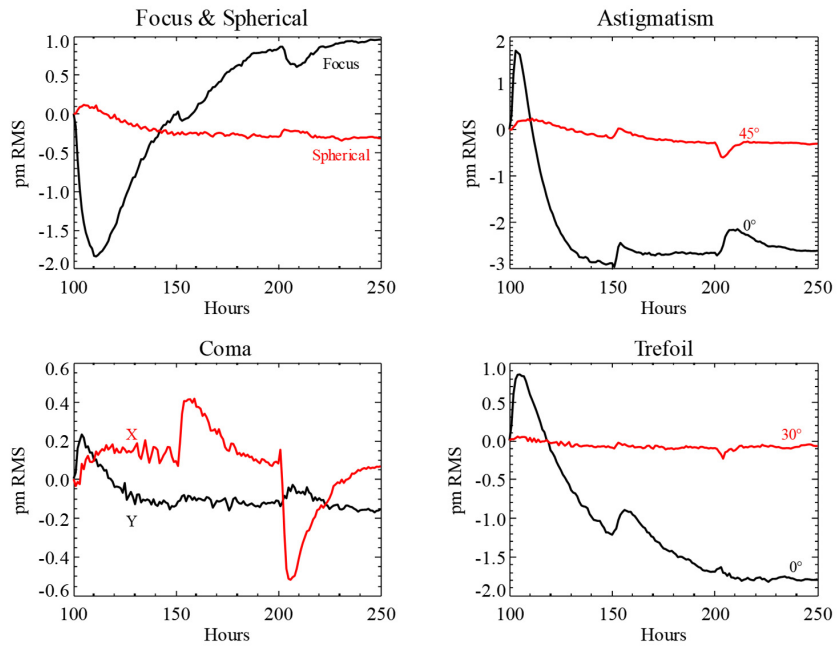 Focus & Spherical
pm RMS
1.0
0.5
0.0
-0.5
-1.0
-1.5
-2.0
Focus
Spherical
100 150 200 250
Hours
Astigmatism
pm RMS
2
1
0
-1
-2
-3
45°
0°
100 150 200 250
Hours
Coma
pm RMS
0.6
0.4
0.2
0.0
-0.2
-0.4
-0.6
X
Y
100 150 200 250
Hours
Trefoil
pm RMS
1.0
0.5
0.0
-0.5
-1.0
-1.5
-2.0
30°
0°
100 150 200 250
Hours